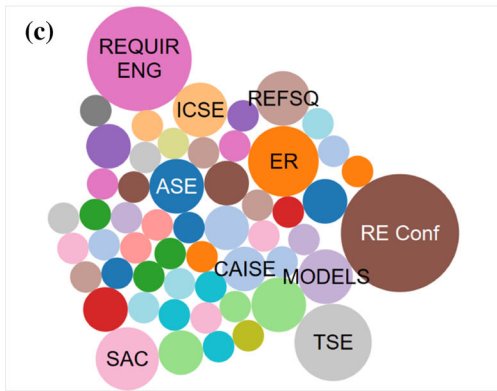 (c)
REQUIR
ENG
ICSE
REFSQ
ER
ASE
RE Conf
CAISE
MODELS
TSE
SAC